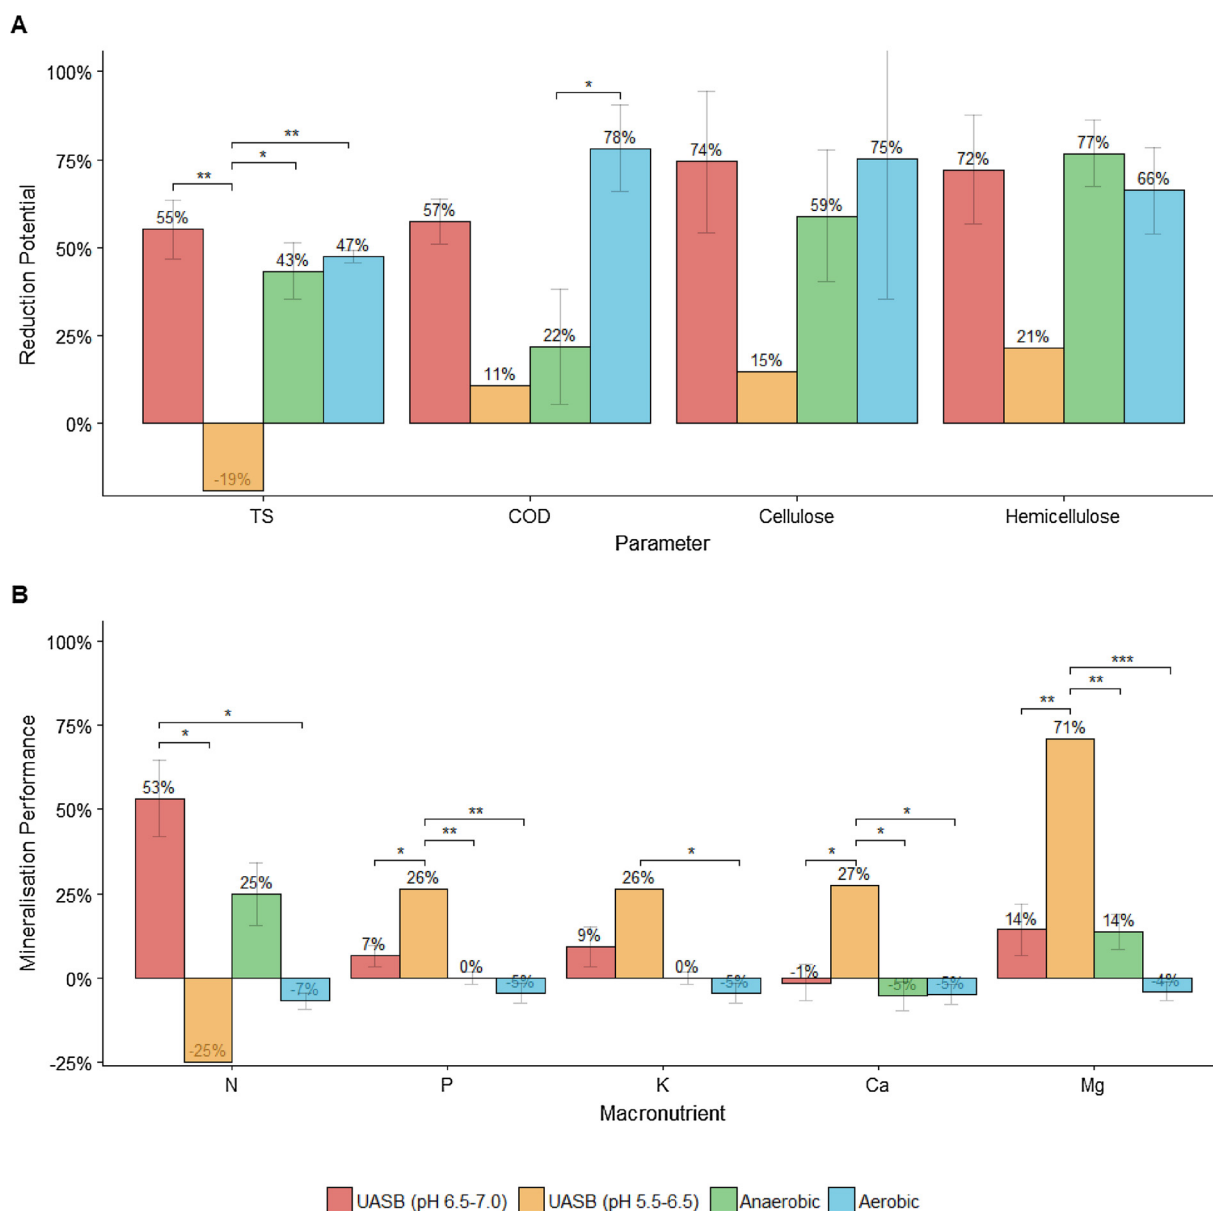 A
100%
75%
50%
25%
0%
Reduction Potential
** * ** *
55% -19% 43% 47%
57% 11% 22% 78%
74% 15% 59% 75%
72% 21% 77% 66%
TS COD Cellulose Hemicellulose
Parameter
B
100%
75%
50%
25%
0%
-25%
Mineralisation Performance
* *
53% -25% 25% -7%
* ** **
7% 26% 0% -5%
*
9% 26% 0% -5%
* * *
-1% 27% -5% -5%
** ** ***
14% 71% 14% -4%
N P K Ca Mg
Macronutrient
UASB (pH 6.5-7.0) UASB (pH 5.5-6.5) Anaerobic Aerobic